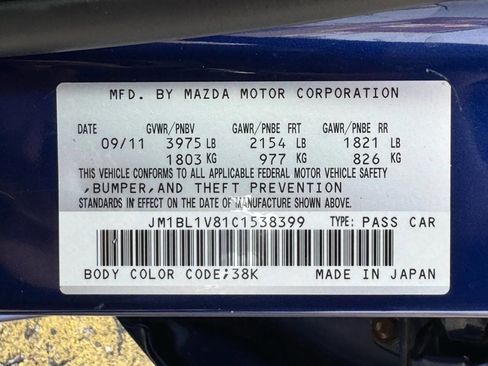 MFD. BY MAZDA MOTOR CORPORATION
DATE GVWR/PNBV GAWR/PNBE FRT GAWR/PNBE RR
09/11 3975 LB 2154 LB 1821 LB
1803 KG 977 KG 826 KG
THIS VEHICLE CONFORMS TO ALL APPLICABLE FEDERAL MOTOR VEHICLE SAFETY
,BUMPER,AND THEFT PREVENTION
STANDARDS IN EFFECT ON THE DATE OF MANUFACTURE SHOWN ABOVE.
JM1BL1V81C1538399 TYPE: PASS CAR
BODY COLOR CODE;38K MADE IN JAPAN